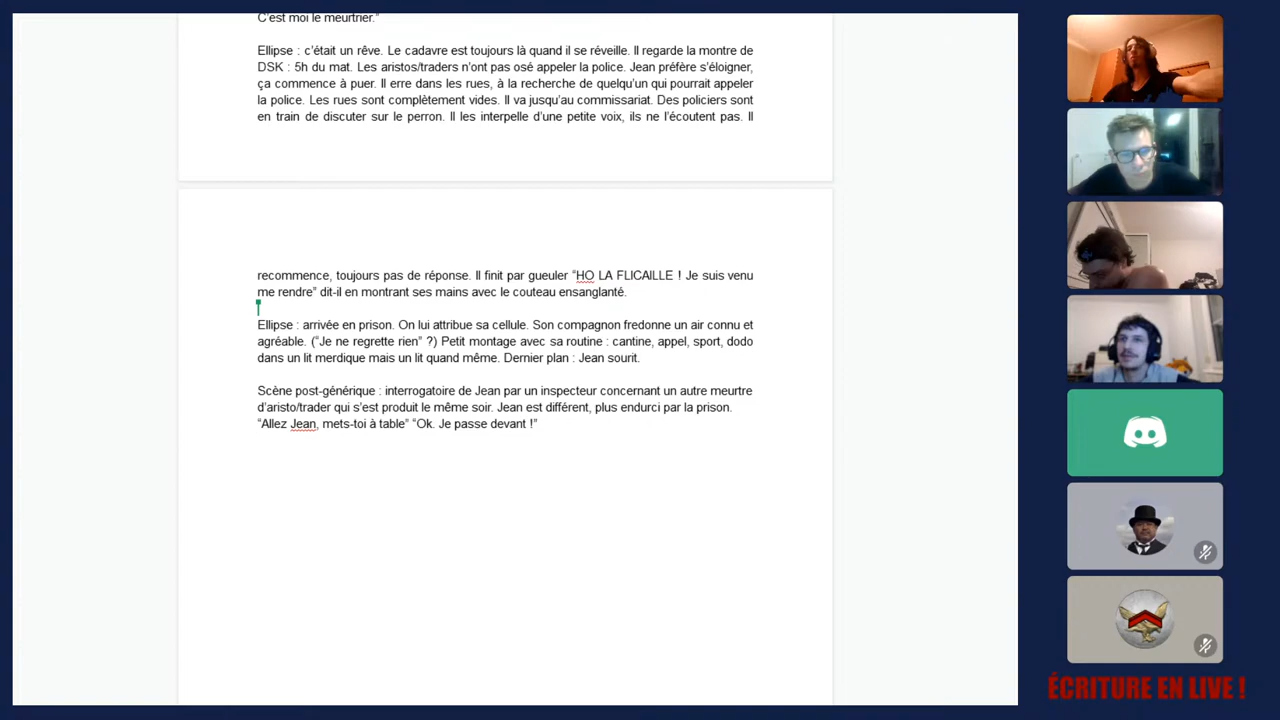 C'est moi le meurtrier.”
Ellipse : c'était un rêve. Le cadavre est toujours là quand il se réveille. Il regarde la montre de
DSK : 5h du mat. Les aristos/traders n'ont pas osé appeler la police. Jean préfère s'éloigner,
ça commence à puer. Il erre dans les rues, à la recherche de quelqu'un qui pourrait appeler
la police. Les rues sont complètement vides. Il va jusqu'au commissariat. Des policiers sont
en train de discuter sur le perron. Il les interpelle d'une petite voix, ils ne l'écoutent pas. Il
recommence, toujours pas de réponse. Il finit par gueuler “HO LA FLICAILLE ! Je suis venu
me rendre” dit-il en montrant ses mains avec le couteau ensanglanté.
Ellipse : arrivée en prison. On lui attribue sa cellule. Son compagnon fredonne un air connu et
agréable. (“Je ne regrette rien” ?) Petit montage avec sa routine : cantine, appel, sport, dodo
dans un lit merdique mais un lit quand même. Dernier plan : Jean sourit.
Scène post-générique : interrogatoire de Jean par un inspecteur concernant un autre meurtre
d'aristo/trader qui s'est produit le même soir. Jean est différent, plus endurci par la prison.
“Allez Jean, mets-toi à table” “Ok. Je passe devant !”
ÉCRITURE EN LIVE !